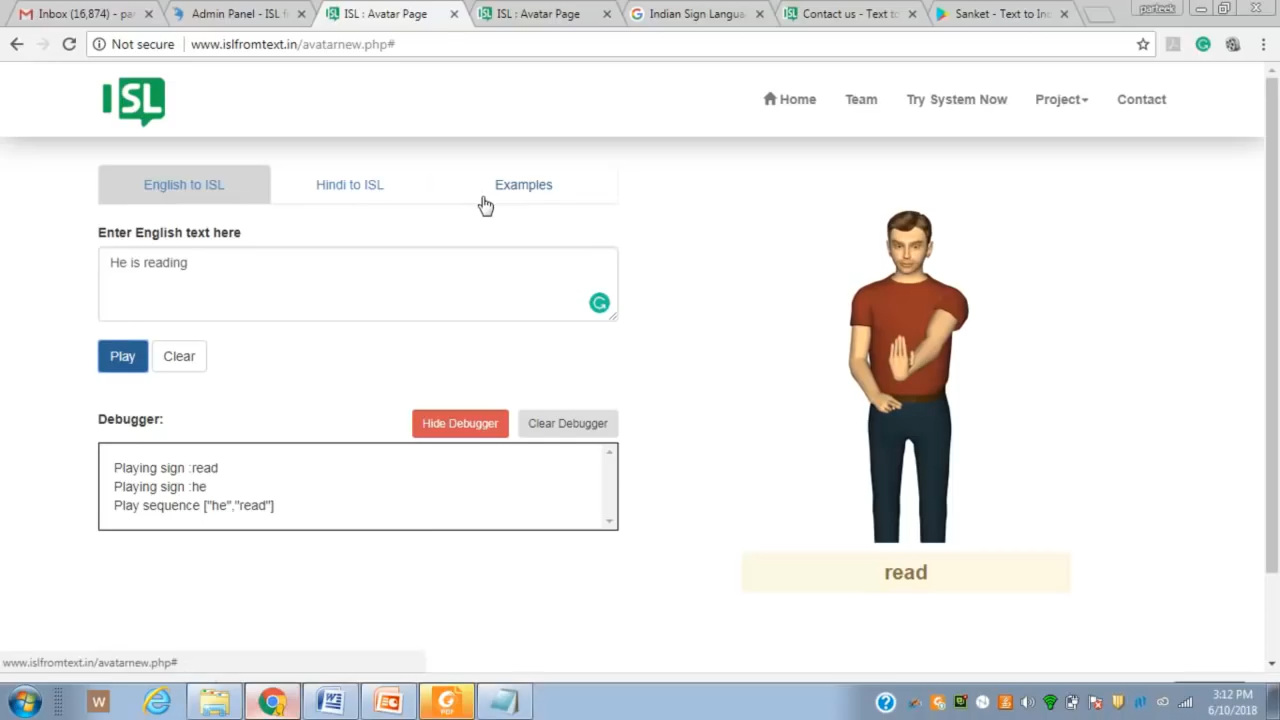 Inbox (16,874) - pa
Admin Panel - ISL f
ISL : Avatar Page
ISL : Avatar Page
Indian Sign Langua
Contact us - Text to
Sanket - Text to In
parteek
Not secure
www.islfromtext.in/avatarnew.php#
ISL
Home
Team
Try System Now
Project
Contact
English to ISL
Hindi to ISL
Examples
Enter English text here
He is reading
Play
Clear
Debugger:
Hide Debugger
Clear Debugger
Playing sign :read
Playing sign :he
Play sequence ["he","read"]
read
www.islfromtext.in/avatarnew.php#
3:12 PM
6/10/2018